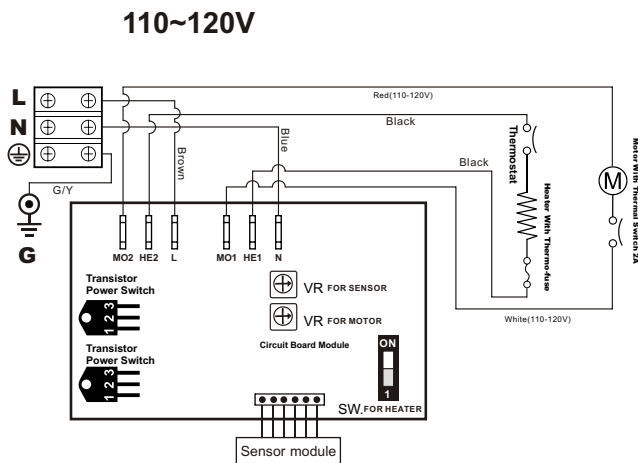 110~120V
L
N
G
G/Y
Brown
Blue
Red(110-120V)
Black
Black
Thermostat
Heater With Thermo-fuse
M
Motor With Thermal Switch 2A
White(110-120V)
MO2 HE2 L MO1 HE1 N
Transistor
Power Switch
1 2 3
Transistor
Power Switch
1 2 3
VR FOR SENSOR
VR FOR MOTOR
Circuit Board Module
ON
1
SW.FOR HEATER
Sensor module